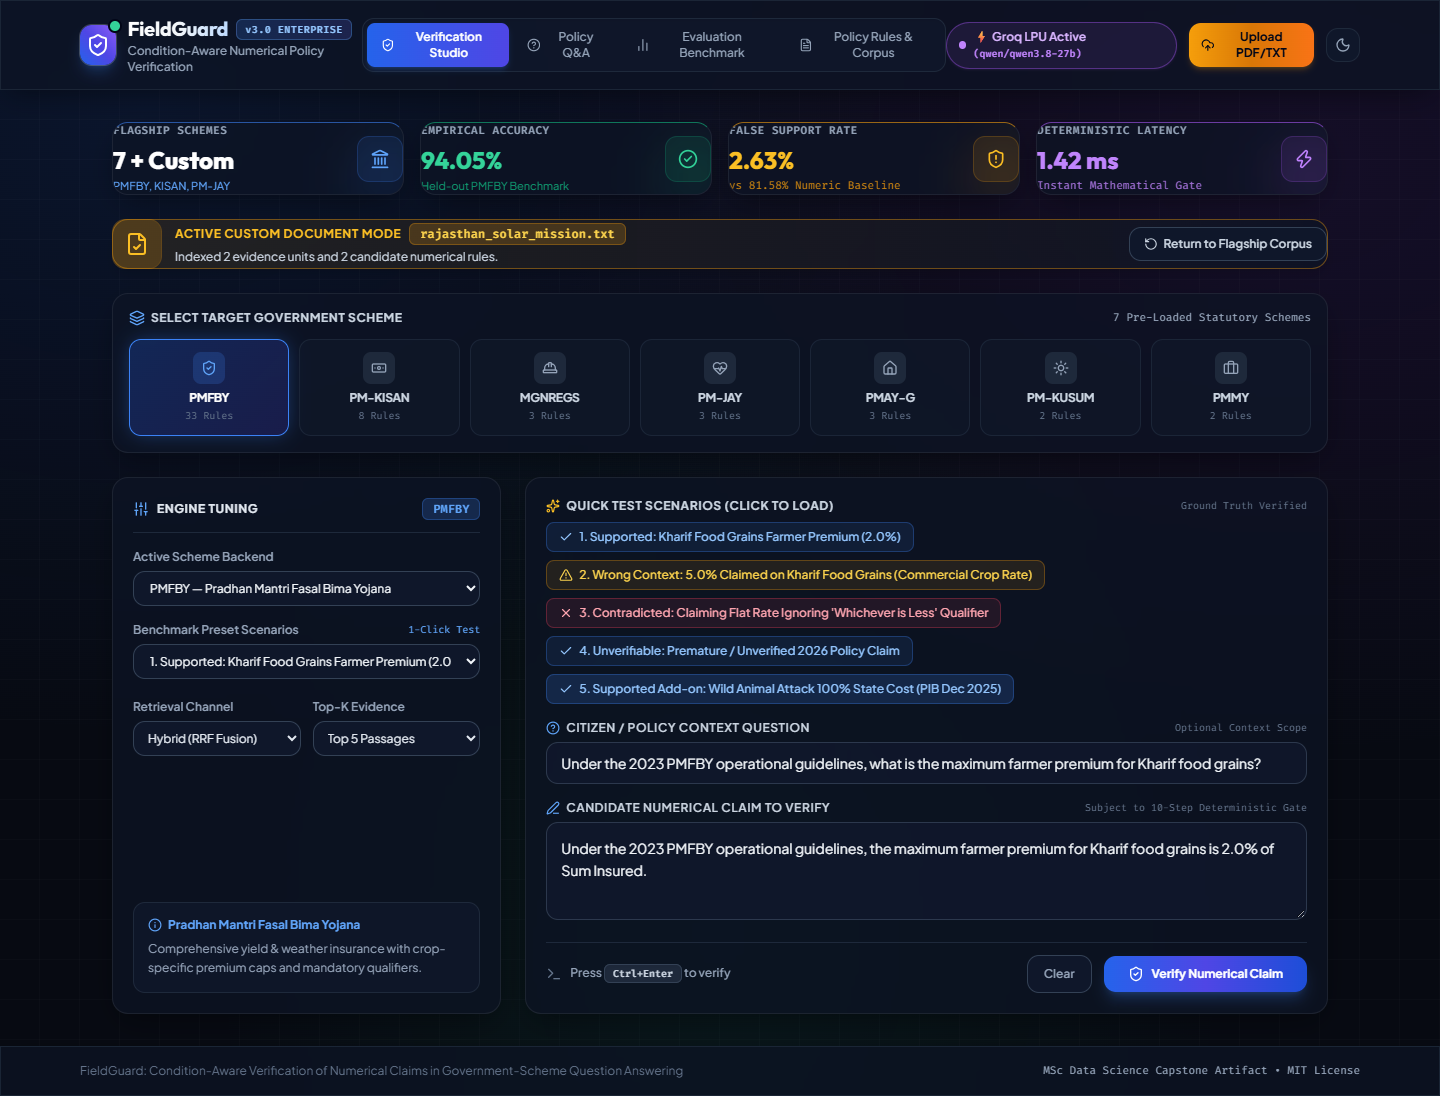 FieldGuard v3.0 ENTERPRISE
Condition-Aware Numerical Policy
Verification
Verification
Studio
Policy
Q&A
Evaluation
Benchmark
Policy Rules &
Corpus
Groq LPU Active
(qwen/qwen3.8-27b)
Upload
PDF/TXT
FLAGSHIP SCHEMES
7 + Custom
PMFBY, KISAN, PM-JAY
EMPIRICAL ACCURACY
94.05%
Held-out PMFBY Benchmark
FALSE SUPPORT RATE
2.63%
vs 81.58% Numeric Baseline
DETERMINISTIC LATENCY
1.42 ms
Instant Mathematical Gate
ACTIVE CUSTOM DOCUMENT MODE rajasthan_solar_mission.txt
Indexed 2 evidence units and 2 candidate numerical rules.
Return to Flagship Corpus
SELECT TARGET GOVERNMENT SCHEME
7 Pre-Loaded Statutory Schemes
PMFBY
33 Rules
PM-KISAN
8 Rules
MGNREGS
3 Rules
PM-JAY
3 Rules
PMAY-G
3 Rules
PM-KUSUM
2 Rules
PMMY
2 Rules
ENGINE TUNING
PMFBY
Active Scheme Backend
PMFBY — Pradhan Mantri Fasal Bima Yojana
Benchmark Preset Scenarios
1-Click Test
1. Supported: Kharif Food Grains Farmer Premium (2.0
Retrieval Channel
Hybrid (RRF Fusion)
Top-K Evidence
Top 5 Passages
Pradhan Mantri Fasal Bima Yojana
Comprehensive yield & weather insurance with crop-
specific premium caps and mandatory qualifiers.
QUICK TEST SCENARIOS (CLICK TO LOAD)
Ground Truth Verified
1. Supported: Kharif Food Grains Farmer Premium (2.0%)
2. Wrong Context: 5.0% Claimed on Kharif Food Grains (Commercial Crop Rate)
3. Contradicted: Claiming Flat Rate Ignoring 'Whichever is Less' Qualifier
4. Unverifiable: Premature / Unverified 2026 Policy Claim
5. Supported Add-on: Wild Animal Attack 100% State Cost (PIB Dec 2025)
CITIZEN / POLICY CONTEXT QUESTION
Optional Context Scope
Under the 2023 PMFBY operational guidelines, what is the maximum farmer premium for Kharif food grains?
CANDIDATE NUMERICAL CLAIM TO VERIFY
Subject to 10-Step Deterministic Gate
Under the 2023 PMFBY operational guidelines, the maximum farmer premium for Kharif food grains is 2.0% of
Sum Insured.
Press Ctrl+Enter to verify
Clear
Verify Numerical Claim
FieldGuard: Condition-Aware Verification of Numerical Claims in Government-Scheme Question Answering
MSc Data Science Capstone Artifact • MIT License